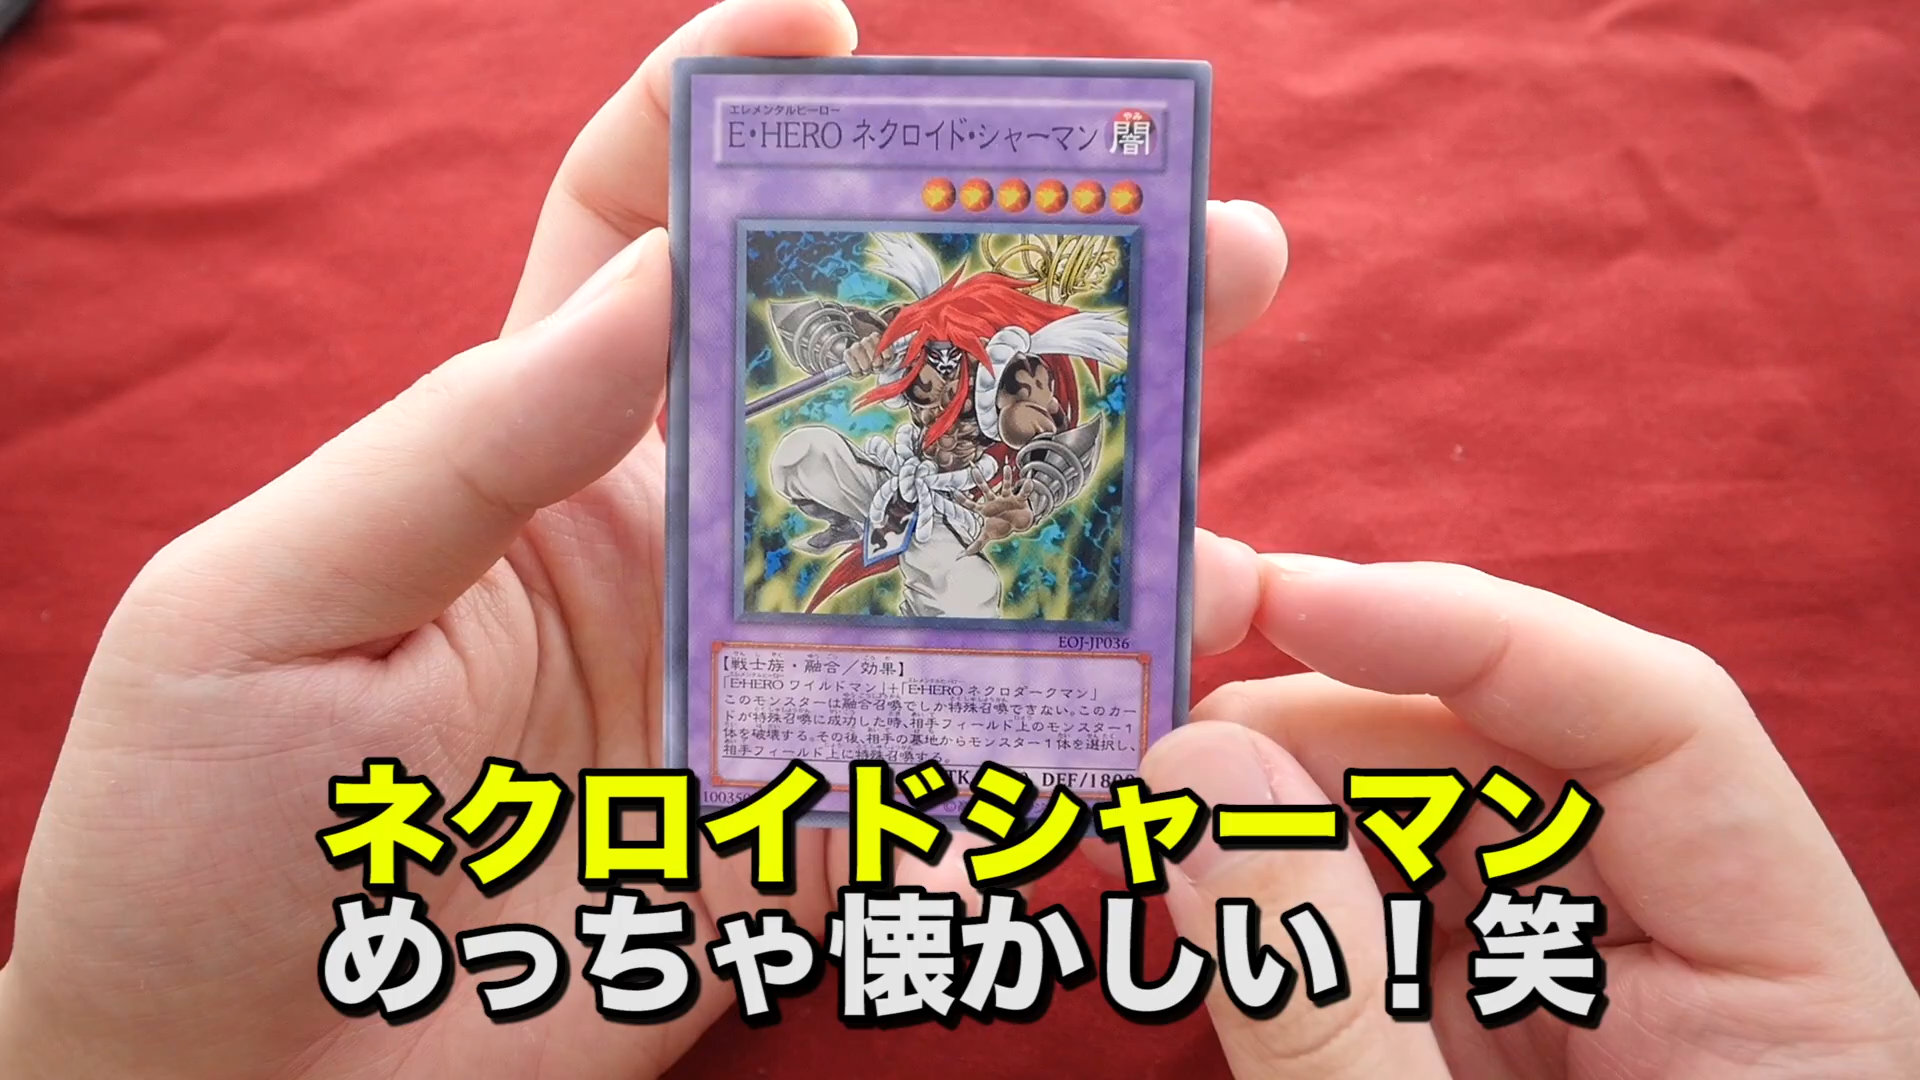 エレメンタルヒーロー
E・HERO ネクロイド・シャーマン
やみ
闇
EOJ-JP036
【戦士族・融合／効果】
「E・HERO ワイルドマン」＋「E・HERO ネクロダークマン」
このモンスターは融合召喚でしか特殊召喚できない。このカー
ドが特殊召喚に成功した時、相手フィールド上のモンスター１
体を破壊する。その後、相手の墓地からモンスター１体を選択し、
相手フィールド上に特殊召喚する。
DEF/1800
ネクロイドシャーマン
めっちゃ懐かしい！笑